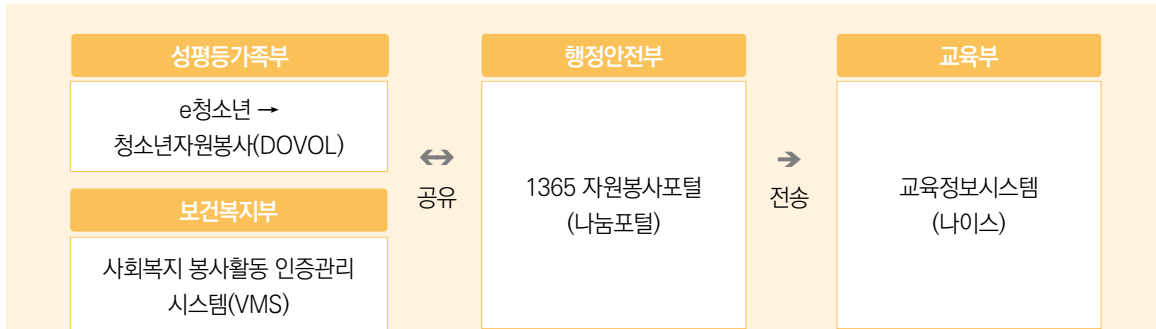 성평등가족부
e청소년 →
청소년자원봉사(DOVOL)
보건복지부
사회복지 봉사활동 인증관리
시스템(VMS)
↔
공유
행정안전부
1365 자원봉사포털
(나눔포털)
→
전송
교육부
교육정보시스템
(나이스)